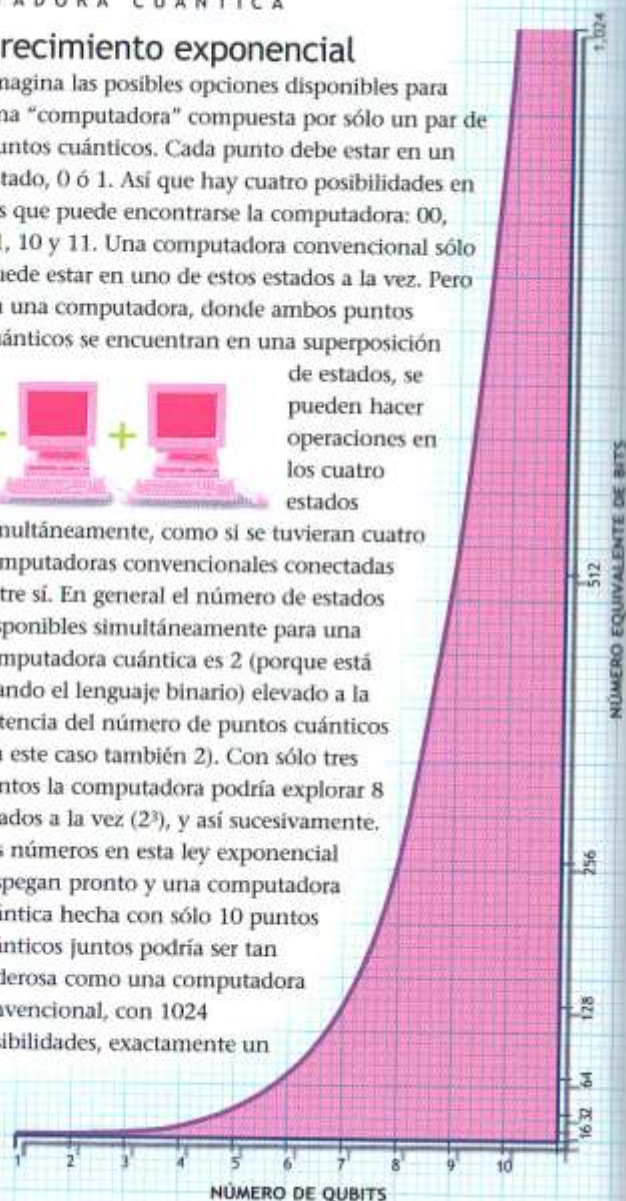 ADORA CUÁNTICA
recimiento exponencial
magina las posibles opciones disponibles para
na “computadora” compuesta por sólo un par de
untos cuánticos. Cada punto debe estar en un
tado, 0 ó 1. Así que hay cuatro posibilidades en
s que puede encontrarse la computadora: 00,
, 10 y 11. Una computadora convencional sólo
uede estar en uno de estos estados a la vez. Pero
n una computadora, donde ambos puntos
uánticos se encuentran en una superposición
de estados, se
pueden hacer
operaciones en
los cuatro
estados
multáneamente, como si se tuvieran cuatro
mputadoras convencionales conectadas
tre sí. En general el número de estados
sponibles simultáneamente para una
mputadora cuántica es 2 (porque está
ando el lenguaje binario) elevado a la
tencia del número de puntos cuánticos
n este caso también 2). Con sólo tres
ntos la computadora podría explorar 8
ados a la vez (2³), y así sucesivamente.
s números en esta ley exponencial
spegan pronto y una computadora
ántica hecha con sólo 10 puntos
ánticos juntos podría ser tan
derosa como una computadora
nvencional, con 1024
sibilidades, exactamente un
+ +
1,024
512
256
128
64
32
16
NÚMERO EQUIVALENTE DE BITS
1 2 3 4 5 6 7 8 9 10
NÚMERO DE QUBITS